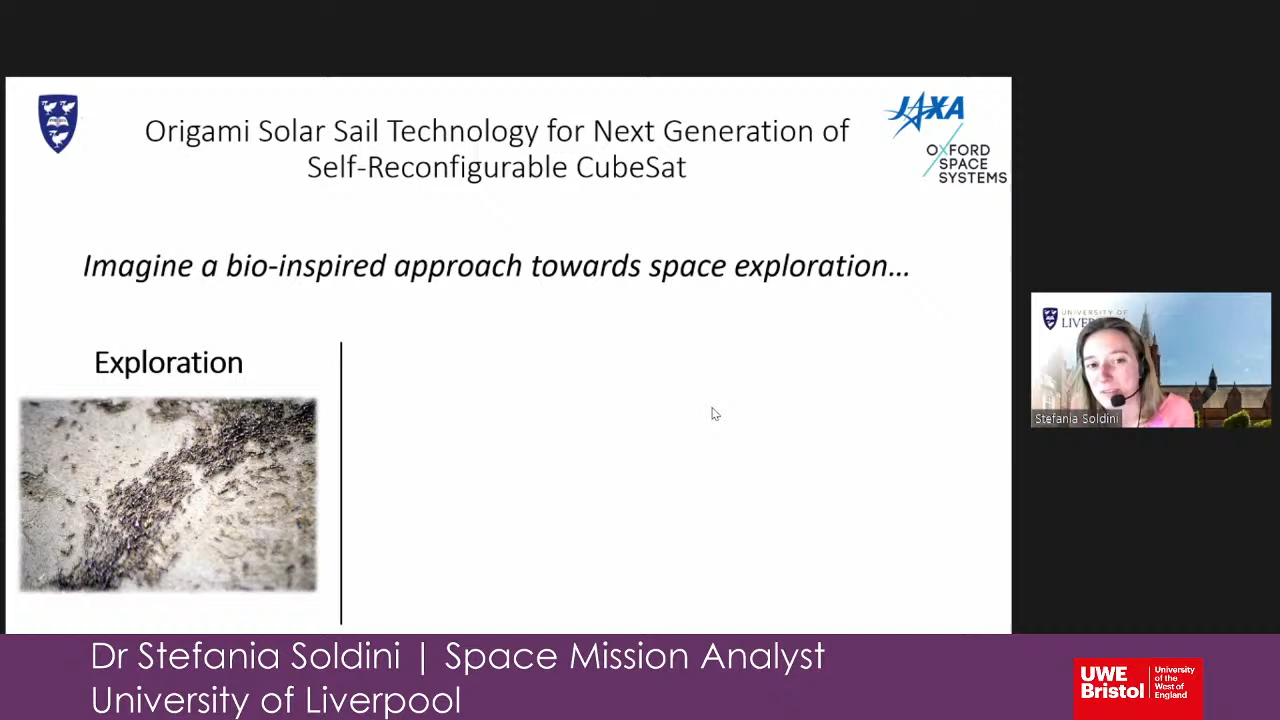 Origami Solar Sail Technology for Next Generation of
Self-Reconfigurable CubeSat
JAXA
OXFORD
SPACE
SYSTEMS
Imagine a bio-inspired approach towards space exploration...
Exploration
UNIVERSITY OF
Stefania Soldini
Dr Stefania Soldini | Space Mission Analyst
University of Liverpool
UWE
Bristol
University
of the
West of
England